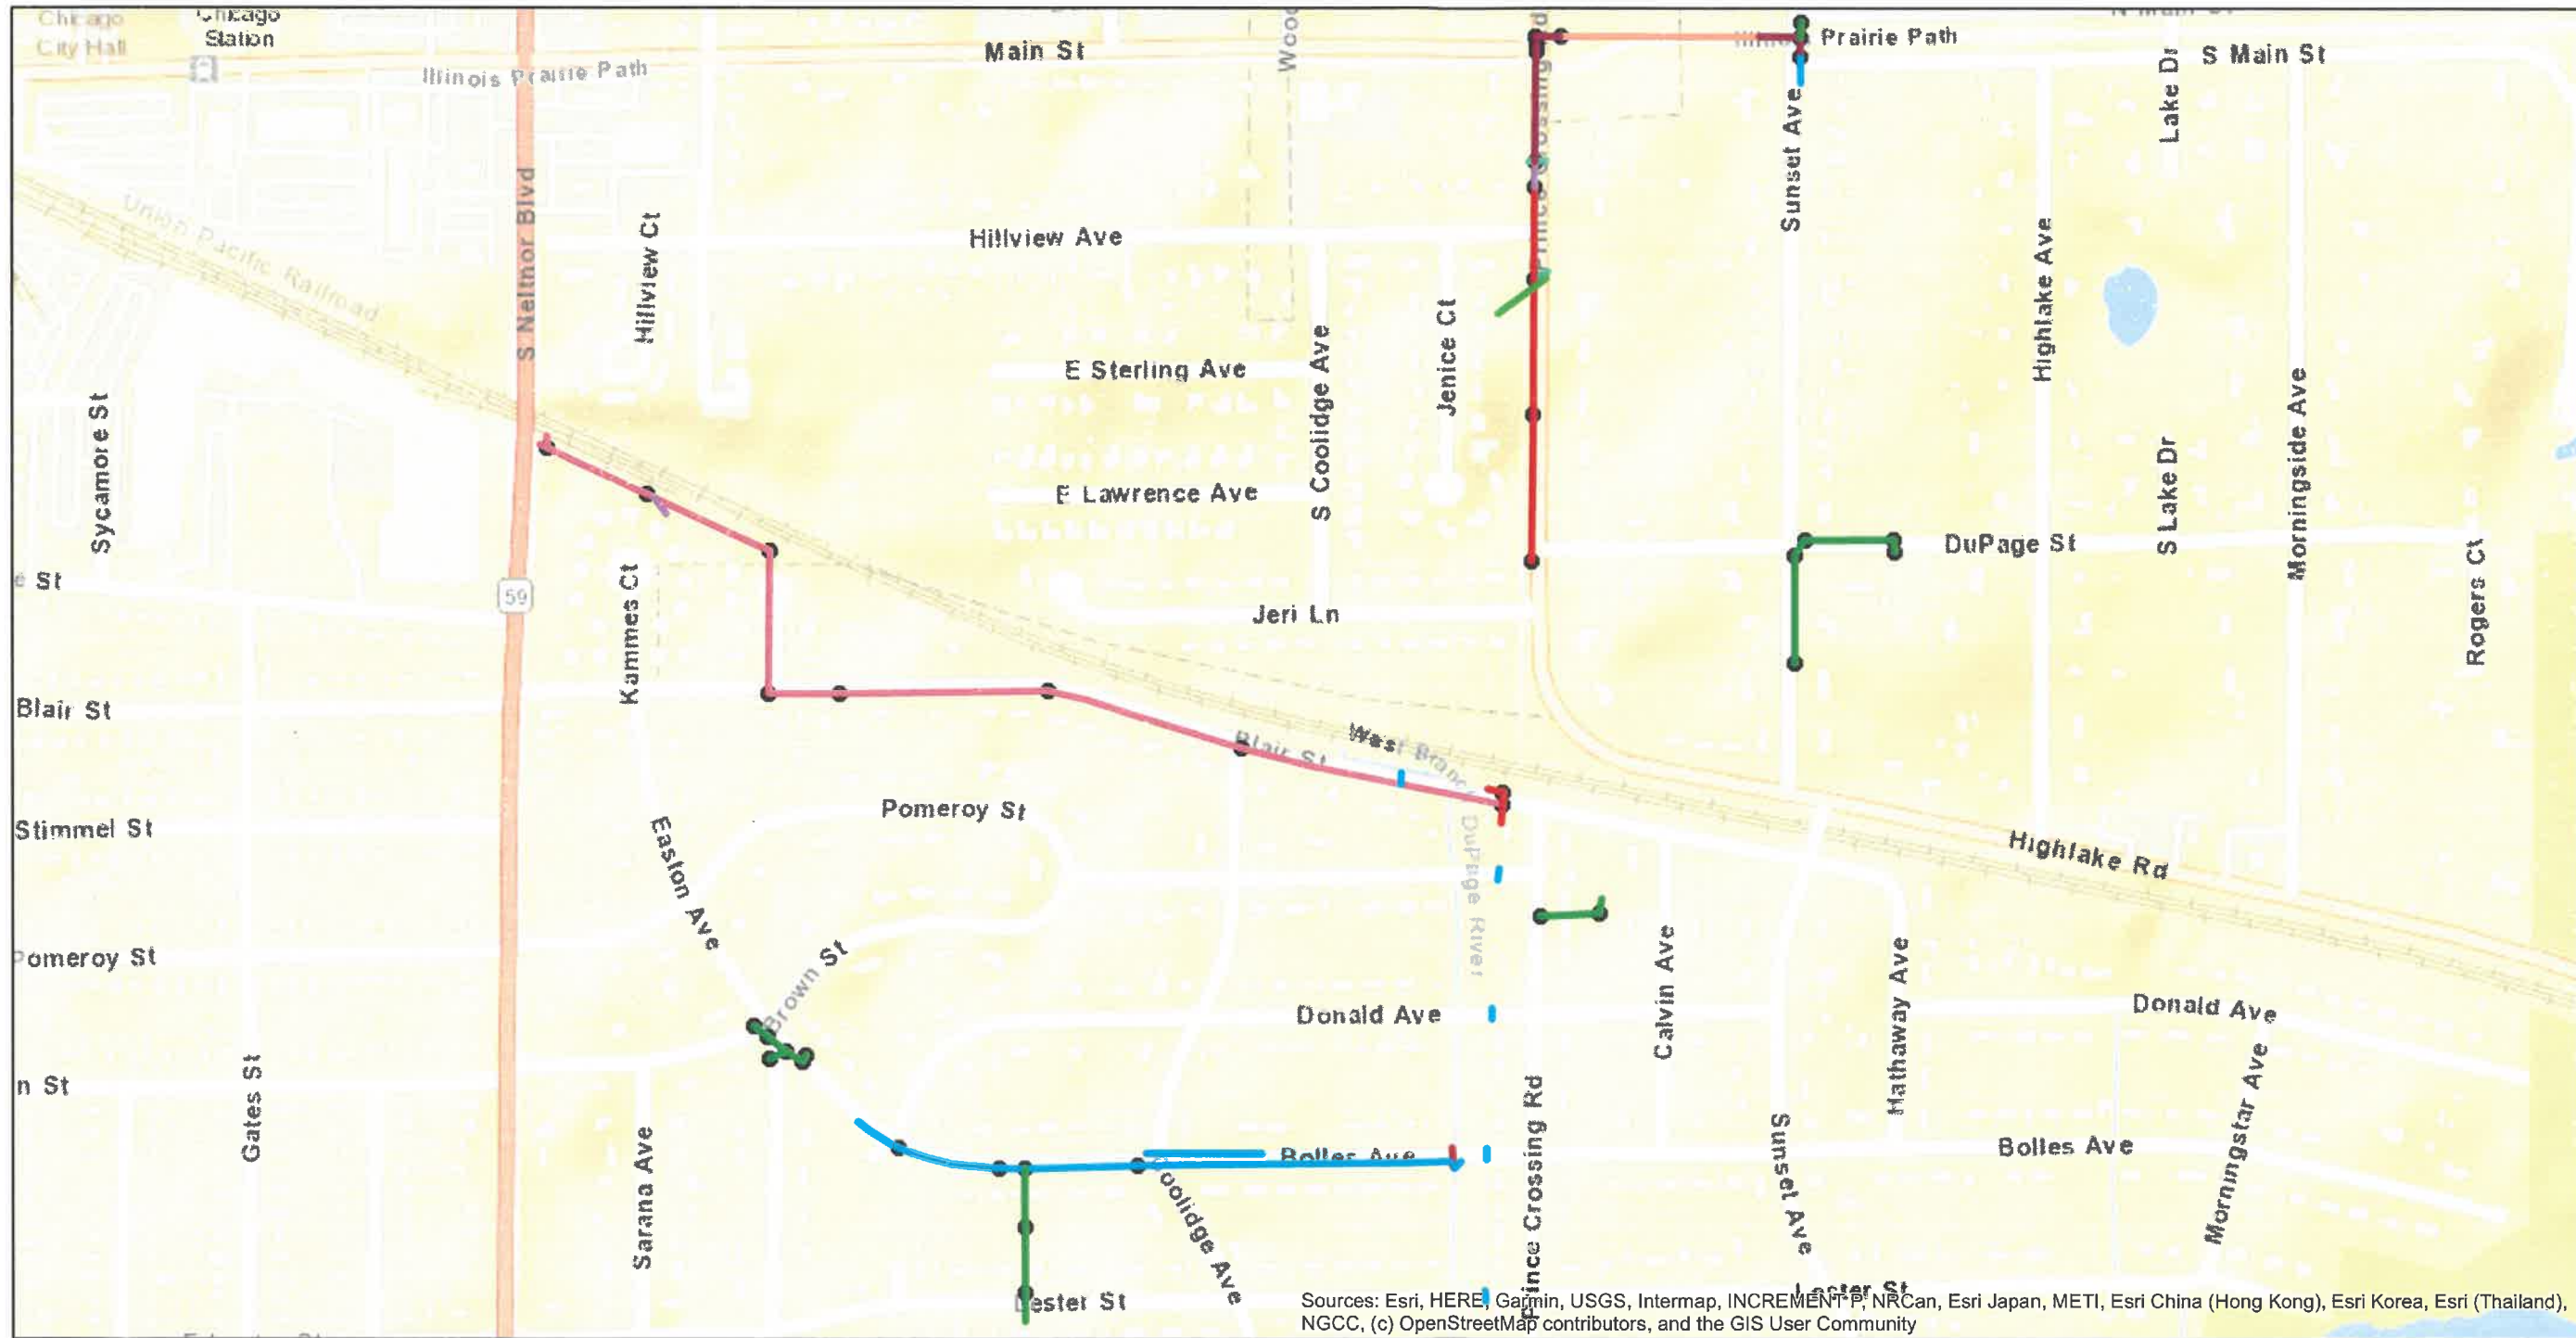 Chicago
City Hall
Chicago
Station
Main St
Illinois Prairie Path
Prairie Path
S Main St
Lake Dr
Union Pacific Railroad
S Neltnor Blvd
Hillview Ct
Hillview Ave
Sunset Ave
Highlake Ave
E Sterling Ave
S Coolidge Ave
Jenice Ct
E Lawrence Ave
Sycamore St
S Lake Dr
Morningside Ave
DuPage St
Rogers Ct
e St
59
Kammes Ct
Jeri Ln
Blair St
Blair St
West Branc
DuPage River
Stimmel St
Pomeroy St
Easton Ave
Highlake Rd
Pomeroy St
Brown St
Calvin Ave
Hathaway Ave
Donald Ave
Donald Ave
n St
Gates St
Sarana Ave
Bolles Ave
Prince Crossing Rd
Sunset Ave
Bolles Ave
Morningstar Ave
oolidge Ave
Lester St
Lester St
Sources: Esri, HERE, Garmin, USGS, Intermap, INCREMENT P, NRCan, Esri Japan, METI, Esri China (Hong Kong), Esri Korea, Esri (Thailand),
NGCC, (c) OpenStreetMap contributors, and the GIS User Community